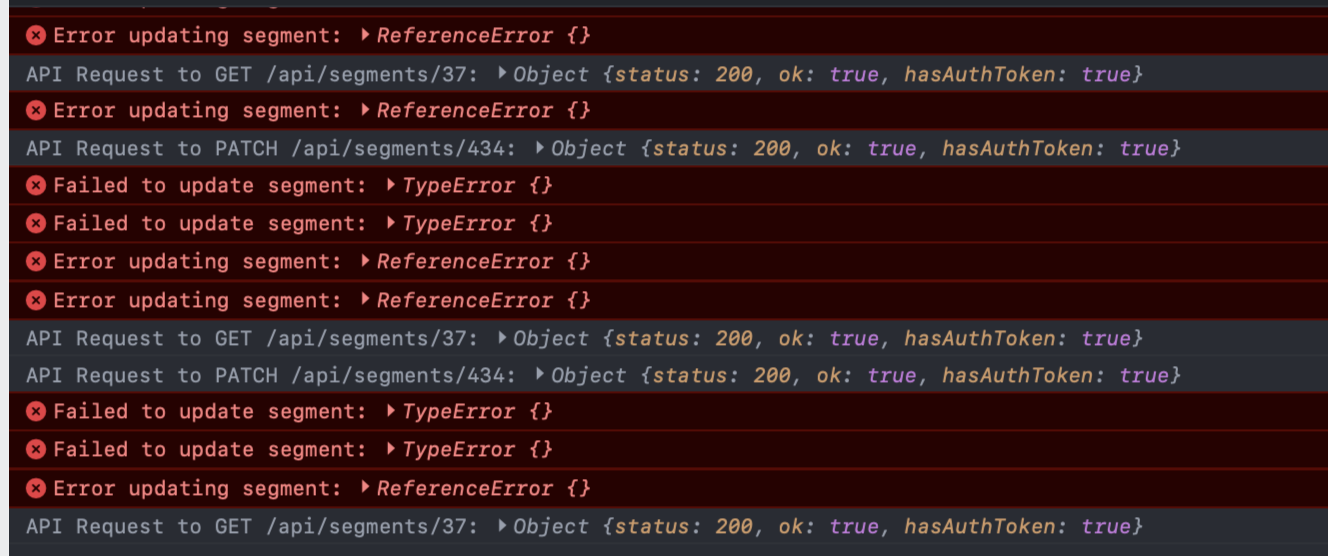 Error updating segment: ▶ ReferenceError {}
API Request to GET /api/segments/37: ▶ Object {status: 200, ok: true, hasAuthToken: true}
Error updating segment: ▶ ReferenceError {}
API Request to PATCH /api/segments/434: ▶ Object {status: 200, ok: true, hasAuthToken: true}
Failed to update segment: ▶ TypeError {}
Failed to update segment: ▶ TypeError {}
Error updating segment: ▶ ReferenceError {}
Error updating segment: ▶ ReferenceError {}
API Request to GET /api/segments/37: ▶ Object {status: 200, ok: true, hasAuthToken: true}
API Request to PATCH /api/segments/434: ▶ Object {status: 200, ok: true, hasAuthToken: true}
Failed to update segment: ▶ TypeError {}
Failed to update segment: ▶ TypeError {}
Error updating segment: ▶ ReferenceError {}
API Request to GET /api/segments/37: ▶ Object {status: 200, ok: true, hasAuthToken: true}